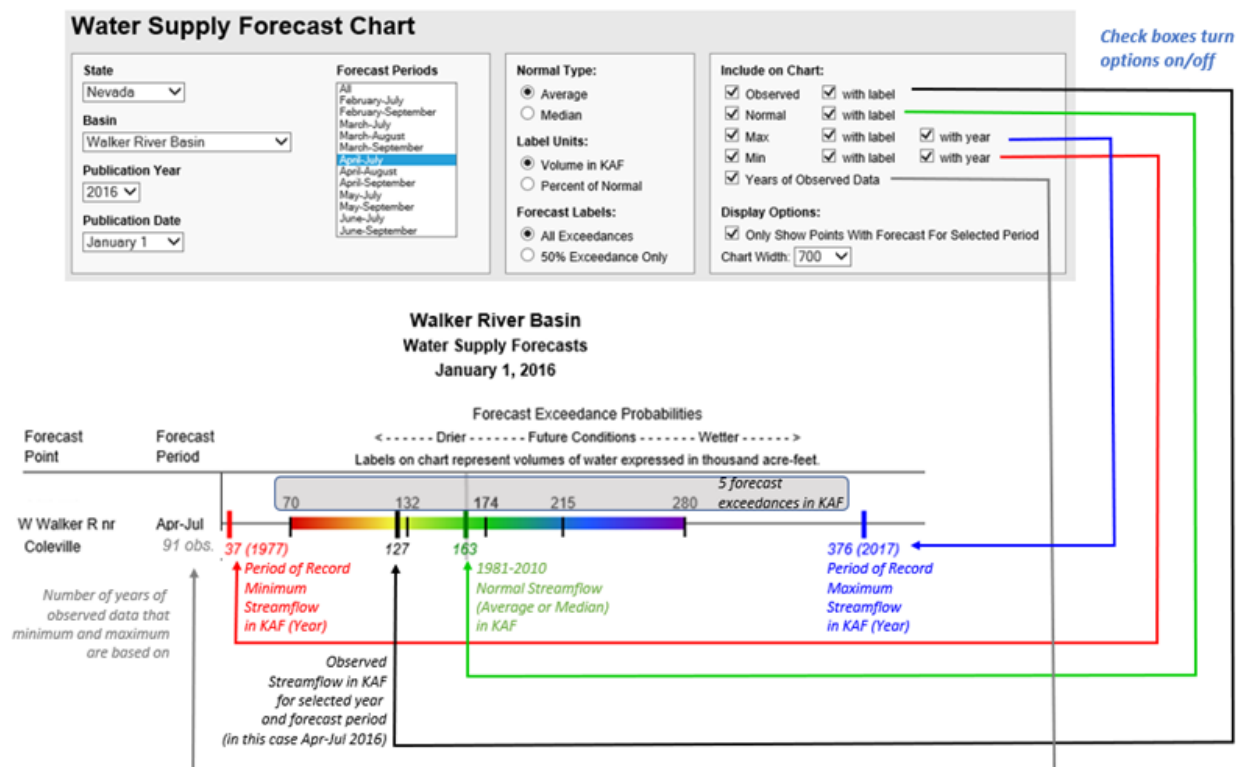 Water Supply Forecast Chart
Check boxes turn
options on/off
State
Nevada
Basin
Walker River Basin
Publication Year
2016
Publication Date
January 1
Forecast Periods
All
February-July
February-September
March-July
March-August
March-September
April-July
April-August
April-September
May-July
May-September
June-July
June-September
Normal Type:
Average
Median
Label Units:
Volume in KAF
Percent of Normal
Forecast Labels:
All Exceedances
50% Exceedance Only
Include on Chart:
Observed with label
Normal with label
Max with label with year
Min with label with year
Years of Observed Data
Display Options:
Only Show Points With Forecast For Selected Period
Chart Width: 700
Walker River Basin
Water Supply Forecasts
January 1, 2016
Forecast Exceedance Probabilities
Forecast
Point
Forecast
Period
< - - - - - - Drier - - - - - - - Future Conditions - - - - - - - Wetter - - - - - - >
Labels on chart represent volumes of water expressed in thousand acre-feet.
5 forecast
exceedances in KAF
70 132 174 215 280
W Walker R nr
Coleville
Apr-Jul
91 obs.
37 (1977)
Period of Record
Minimum
Streamflow
in KAF (Year)
127
163
1981-2010
Normal Streamflow
(Average or Median)
in KAF
376 (2017)
Period of Record
Maximum
Streamflow
in KAF (Year)
Number of years of
observed data that
minimum and maximum
are based on
Observed
Streamflow in KAF
for selected year
and forecast period
(in this case Apr-Jul 2016)